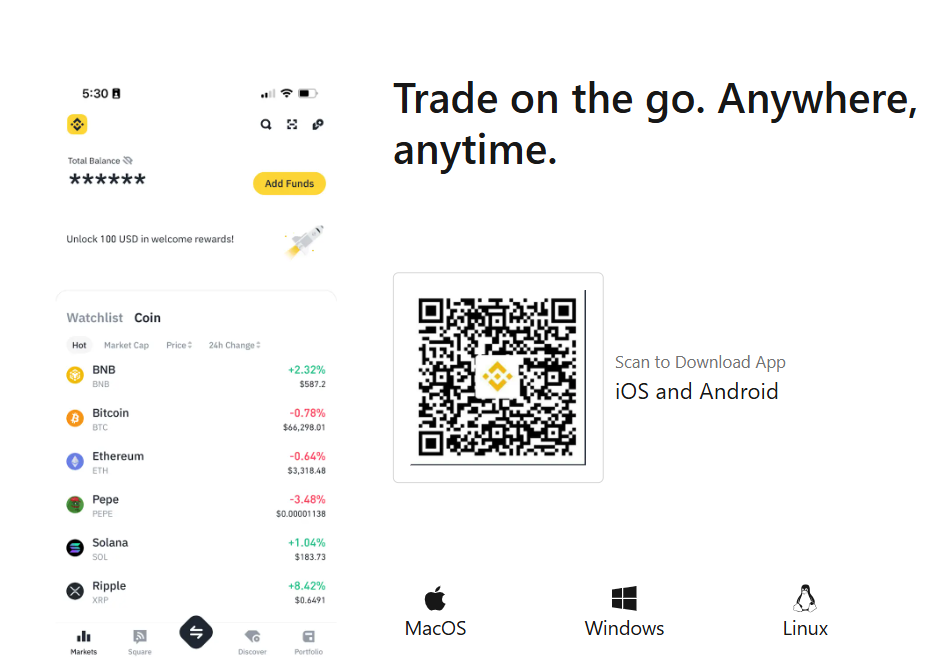 5:30
Total Balance
******
Add Funds
Unlock 100 USD in welcome rewards!
Watchlist Coin
Hot Market Cap Price 24h Change
BNB +2.32%
BNB $587.2
Bitcoin -0.78%
BTC $66,298.01
Ethereum -0.64%
ETH $3,318.48
Pepe -3.48%
PEPE $0.00001138
Solana +1.04%
SOL $183.73
Ripple +8.42%
XRP $0.6491
Markets Square Discover Portfolio
Trade on the go. Anywhere,
anytime.
Scan to Download App
iOS and Android
MacOS Windows Linux